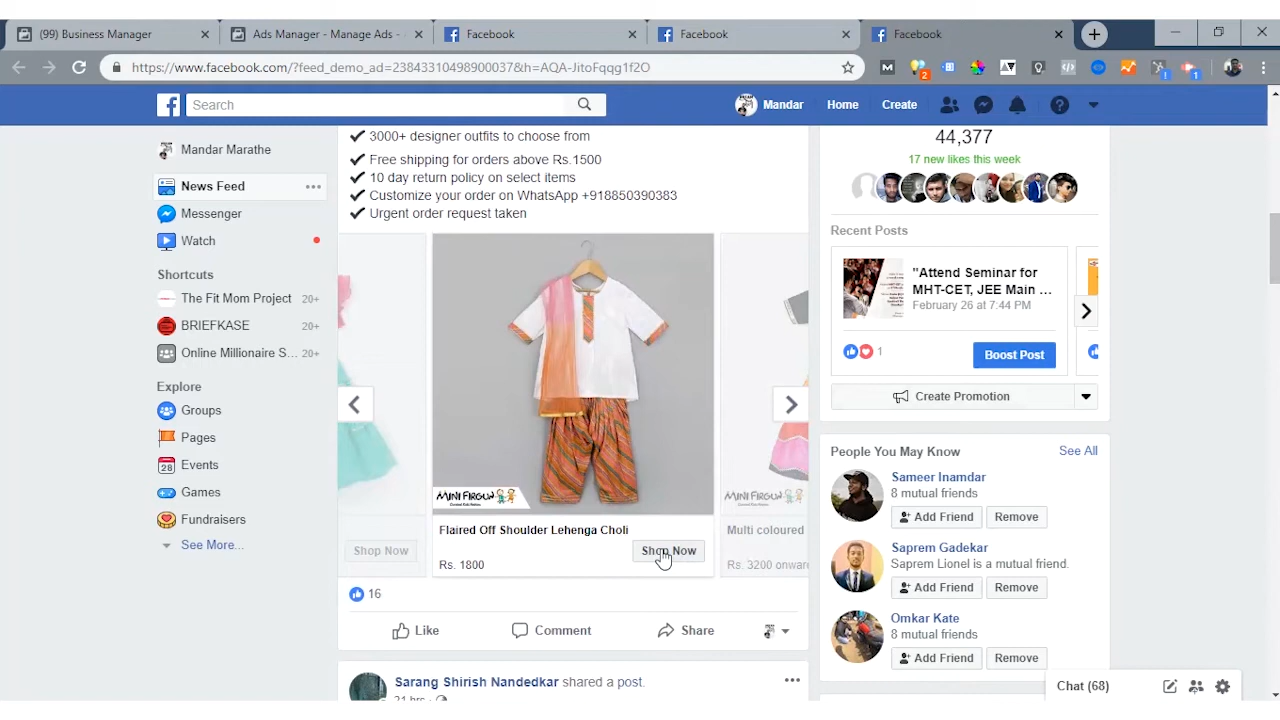 (99) Business Manager
Ads Manager - Manage Ads -
Facebook
Facebook
Facebook
https://www.facebook.com/?feed_demo_ad=23843310498900037&h=AQA-JitoFqqg1f2O
2
1
Search
Mandar
Home
Create
Mandar Marathe
News Feed
Messenger
Watch
Shortcuts
The Fit Mom Project 20+
BRIEFKASE 20+
Online Millionaire S... 20+
Explore
Groups
Pages
28 Events
Games
Fundraisers
See More...
✔ 3000+ designer outfits to choose from
✔ Free shipping for orders above Rs.1500
✔ 10 day return policy on select items
✔ Customize your order on WhatsApp +918850390383
✔ Urgent order request taken
MINI FIRGUN
MINI FIRGUN
Flaired Off Shoulder Lehenga Choli
Multi coloured
Shop Now
Shop Now
Rs. 1800
Rs. 3200 onward
16
Like
Comment
Share
Sarang Shirish Nandedkar shared a post.
44,377
17 new likes this week
Recent Posts
"Attend Seminar for
MHT-CET, JEE Main ...
February 26 at 7:44 PM
1
Boost Post
Create Promotion
People You May Know
See All
Sameer Inamdar
8 mutual friends
Add Friend
Remove
Saprem Gadekar
Saprem Lionel is a mutual friend.
Add Friend
Remove
Omkar Kate
8 mutual friends
Add Friend
Remove
Chat (68)